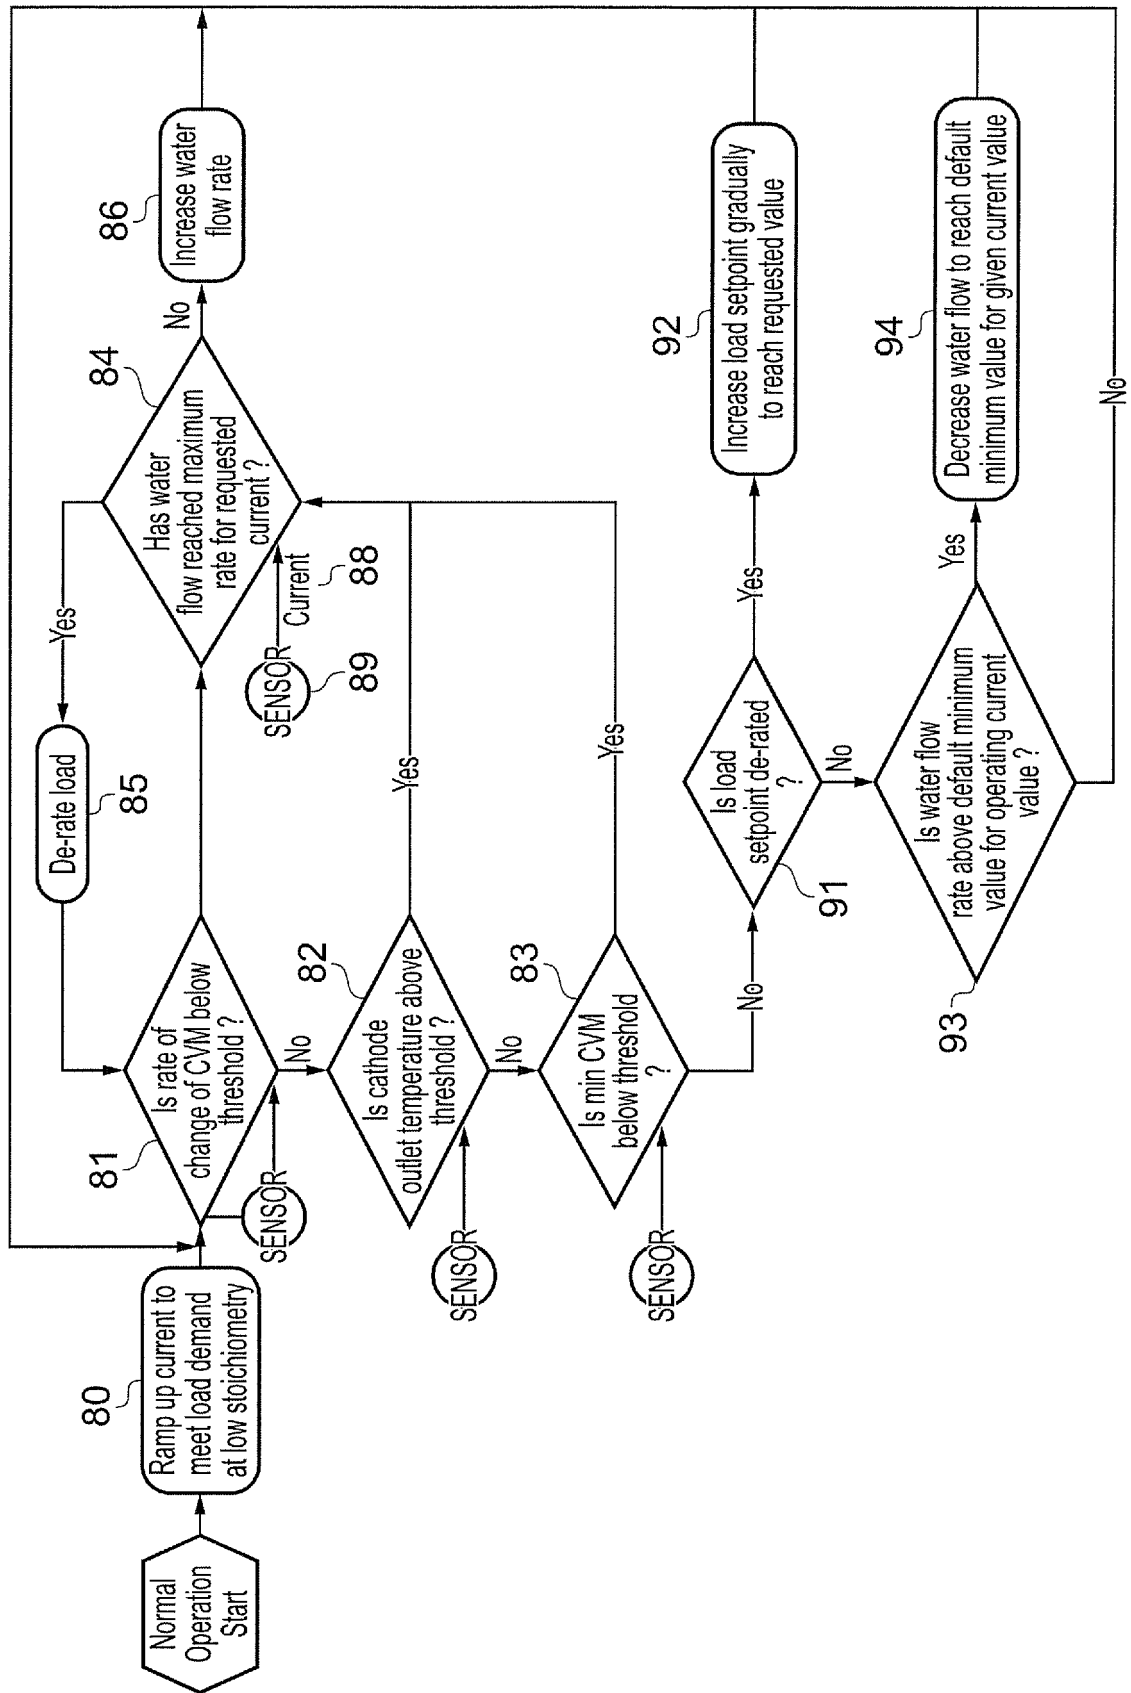 Normal
Operation
Start
80
Ramp up current to
meet load demand
at low stoichiometry
81
Is rate of
change of CVM below
threshold ?
SENSOR
No
De-rate load
85
Yes
84
Has water
flow reached maximum
rate for requested
current ?
SENSOR
89
Current
88
No
86
Increase water
flow rate
82
Is cathode
outlet temperature above
threshold ?
SENSOR
Yes
No
83
Is min CVM
below threshold
?
SENSOR
Yes
No
91
Is load
setpoint de-rated
?
Yes
92
Increase load setpoint gradually
to reach requested value
No
93
Is water flow
rate above default minimum
value for operating current
value ?
Yes
94
Decrease water flow to reach default
minimum value for given current value
No